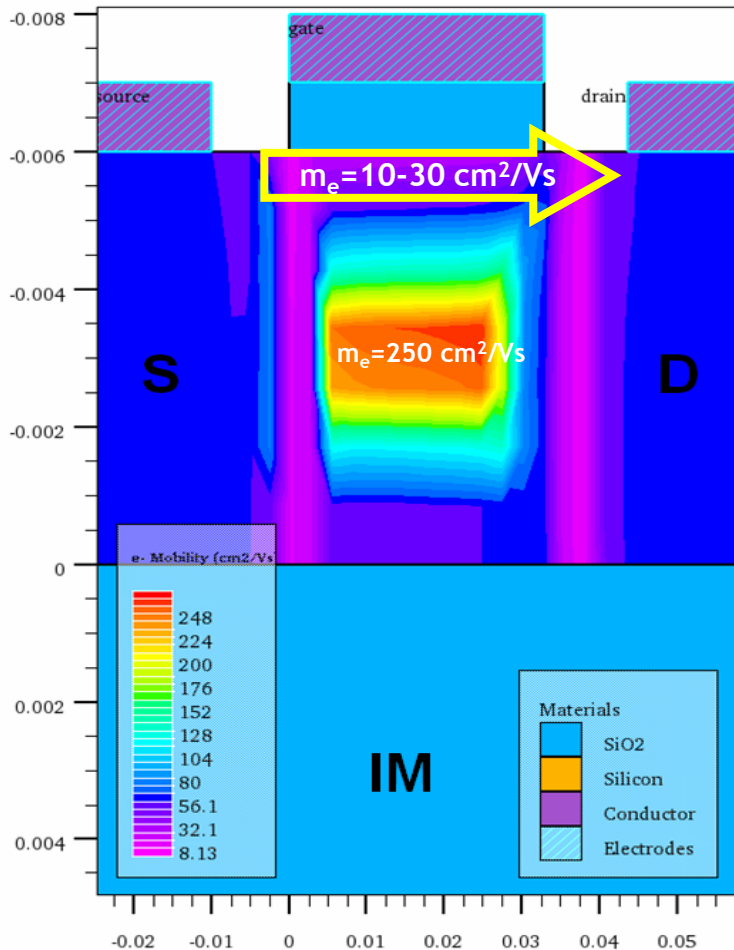 -0.008
gate
source
drain
-0.006
mₑ=10-30 cm²/Vs
-0.004
mₑ=250 cm²/Vs
S
D
-0.002
e- Mobility (cm2/Vs
0
248
224
200
176
152
128
104
80
56.1
32.1
8.13
0.002
Materials
SiO2
Silicon
Conductor
Electrodes
IM
0.004
-0.02 -0.01 0 0.01 0.02 0.03 0.04 0.05